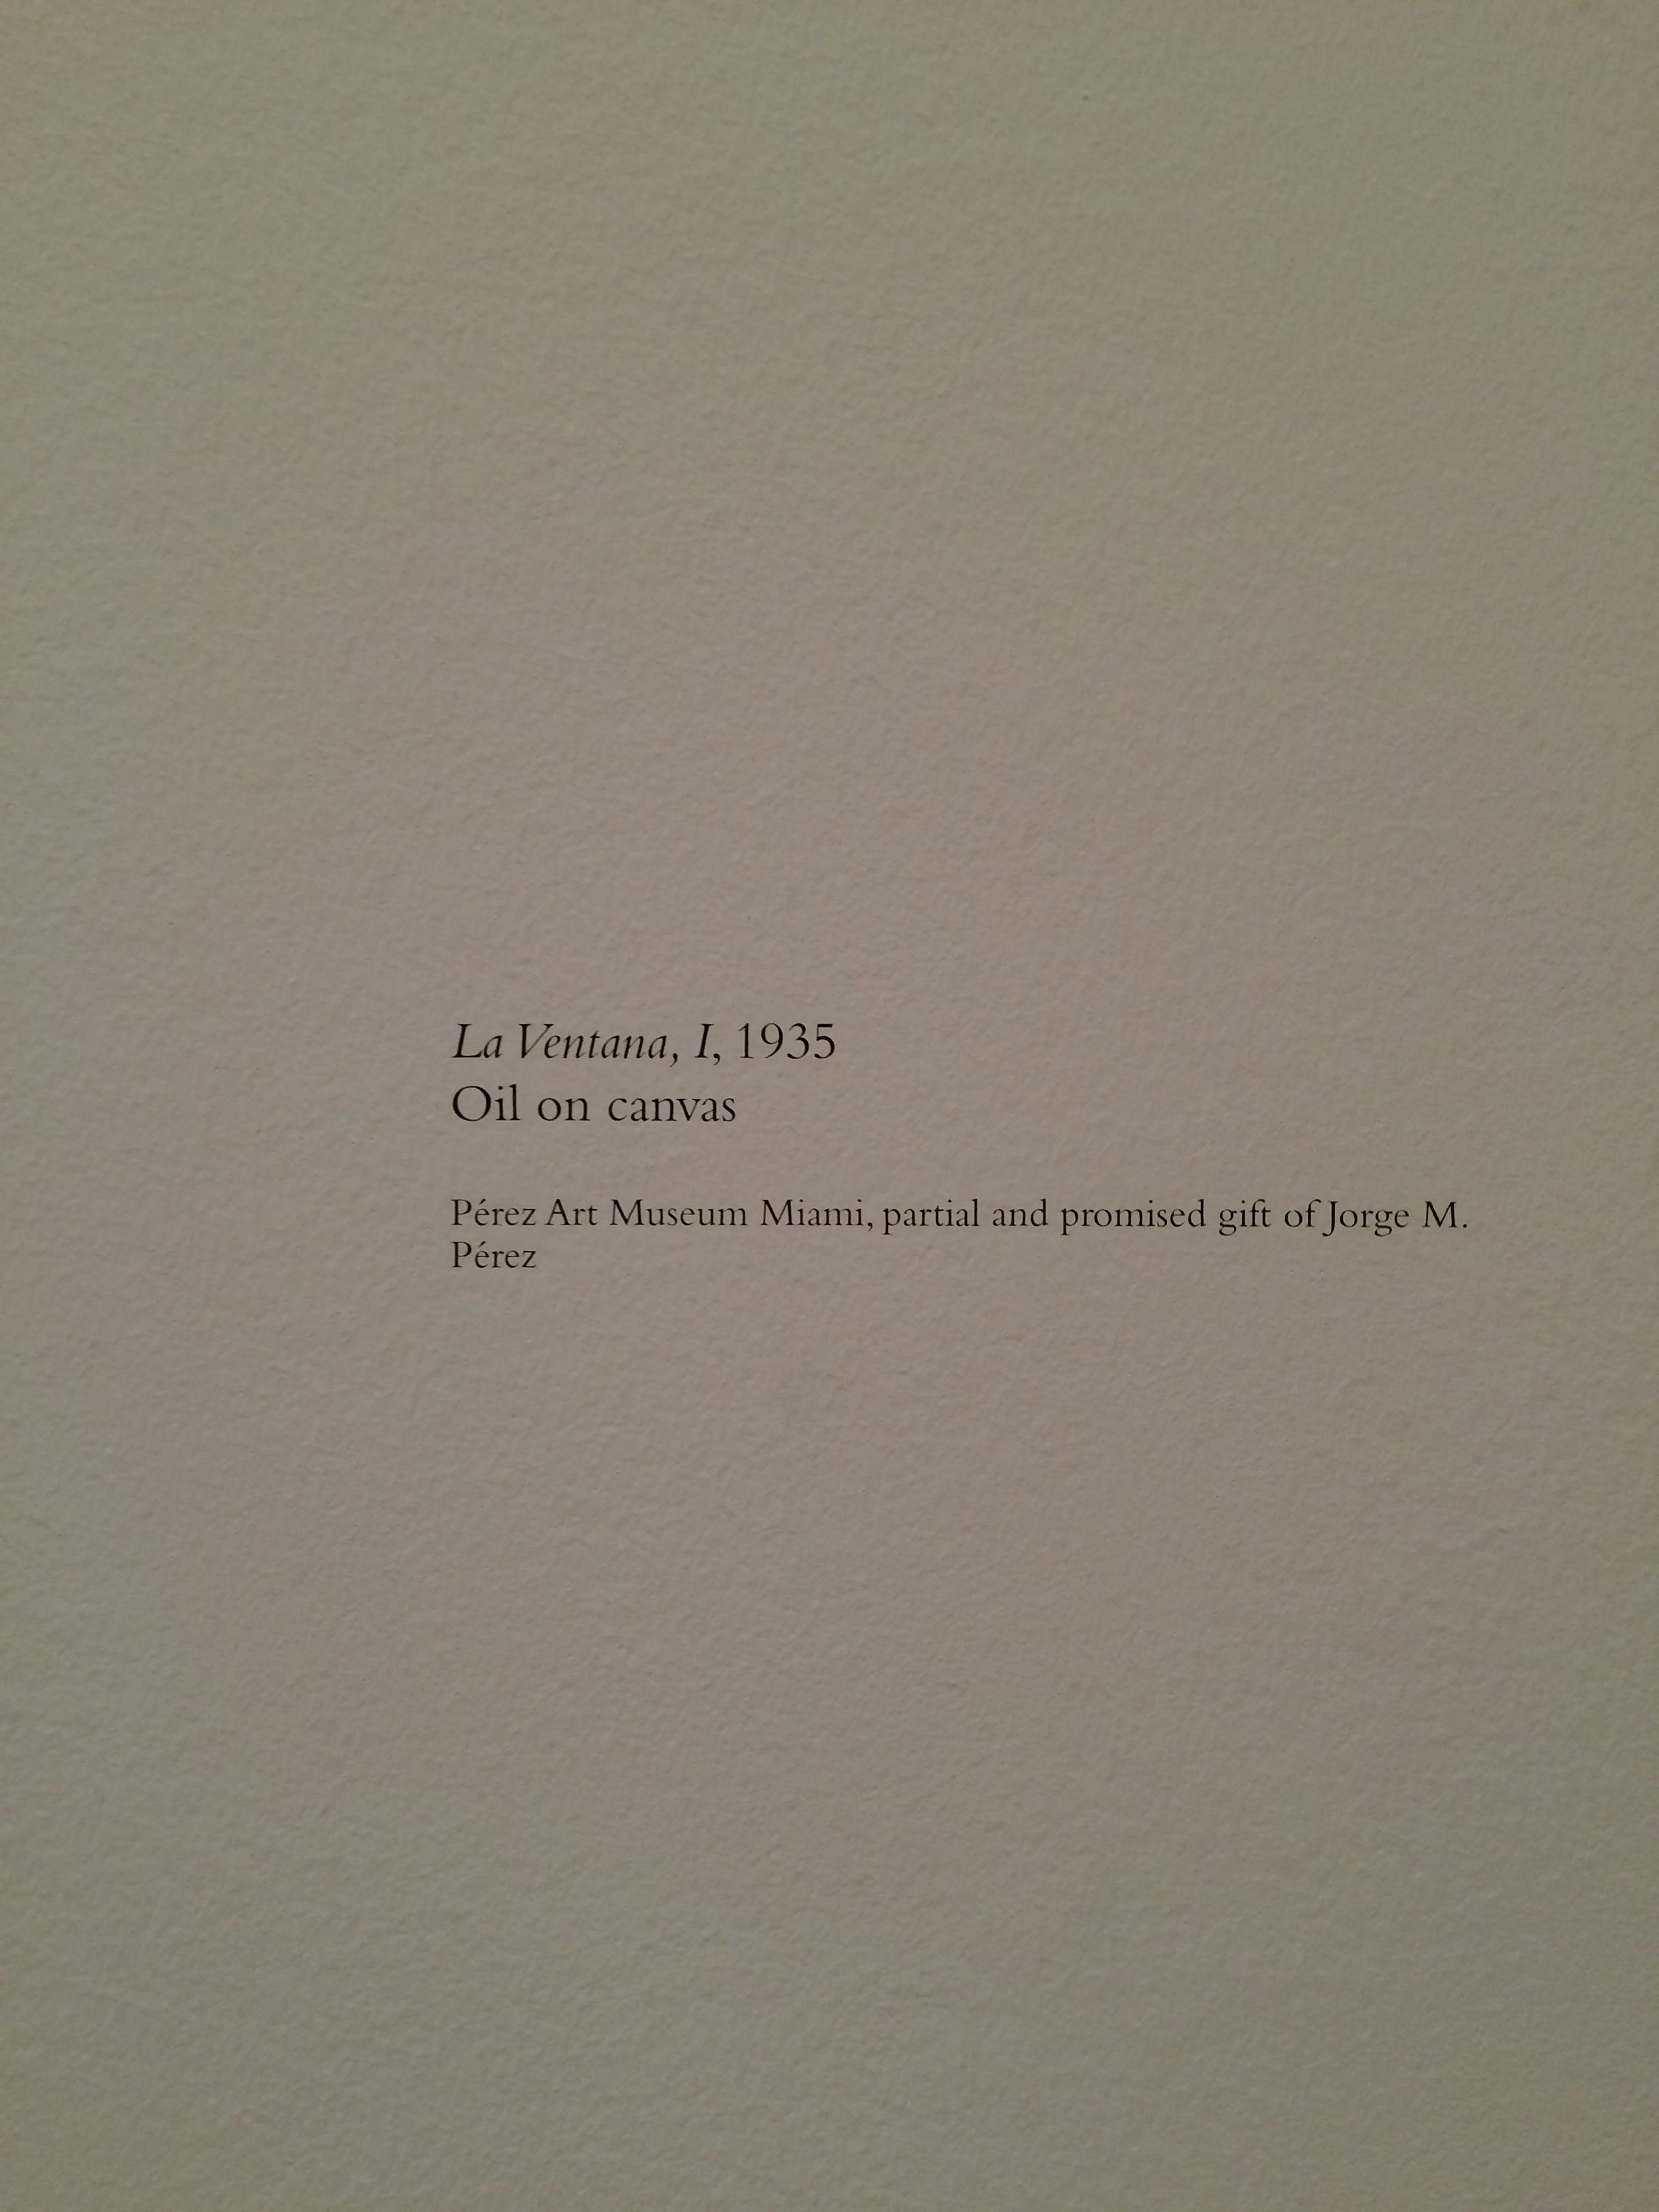 La Ventana, I, 1935
Oil on canvas
Pérez Art Museum Miami, partial and promised gift of Jorge M.
Pérez